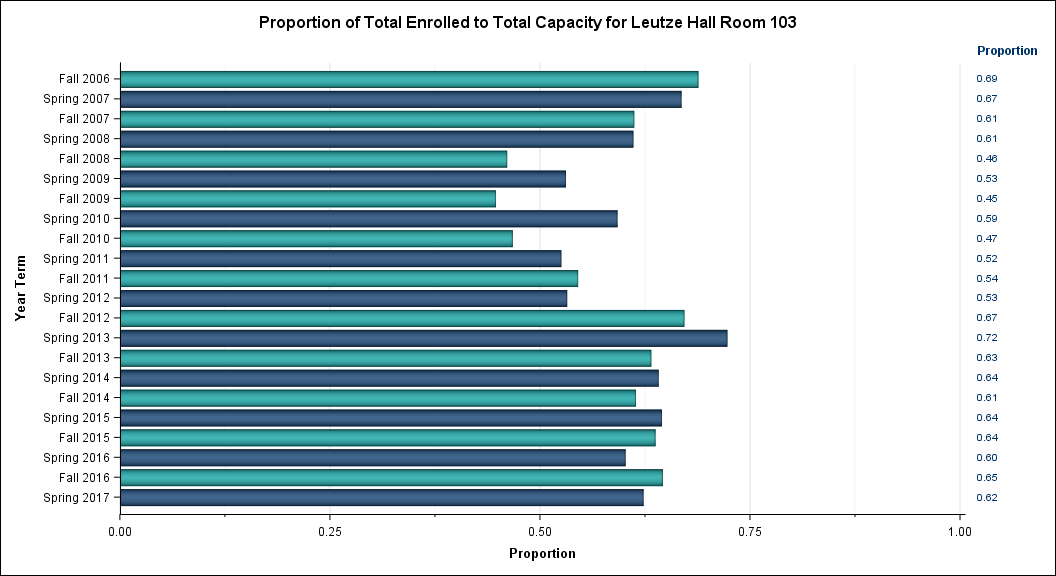 Proportion of Total Enrolled to Total Capacity for Leutze Hall Room 103
Proportion
Fall 2006 0.69
Spring 2007 0.67
Fall 2007 0.61
Spring 2008 0.61
Fall 2008 0.46
Spring 2009 0.53
Fall 2009 0.45
Spring 2010 0.59
Fall 2010 0.47
Spring 2011 0.52
Fall 2011 0.54
Spring 2012 0.53
Fall 2012 0.67
Spring 2013 0.72
Fall 2013 0.63
Spring 2014 0.64
Fall 2014 0.61
Spring 2015 0.64
Fall 2015 0.64
Spring 2016 0.60
Fall 2016 0.65
Spring 2017 0.62
Year Term
0.00 0.25 0.50 0.75 1.00
Proportion